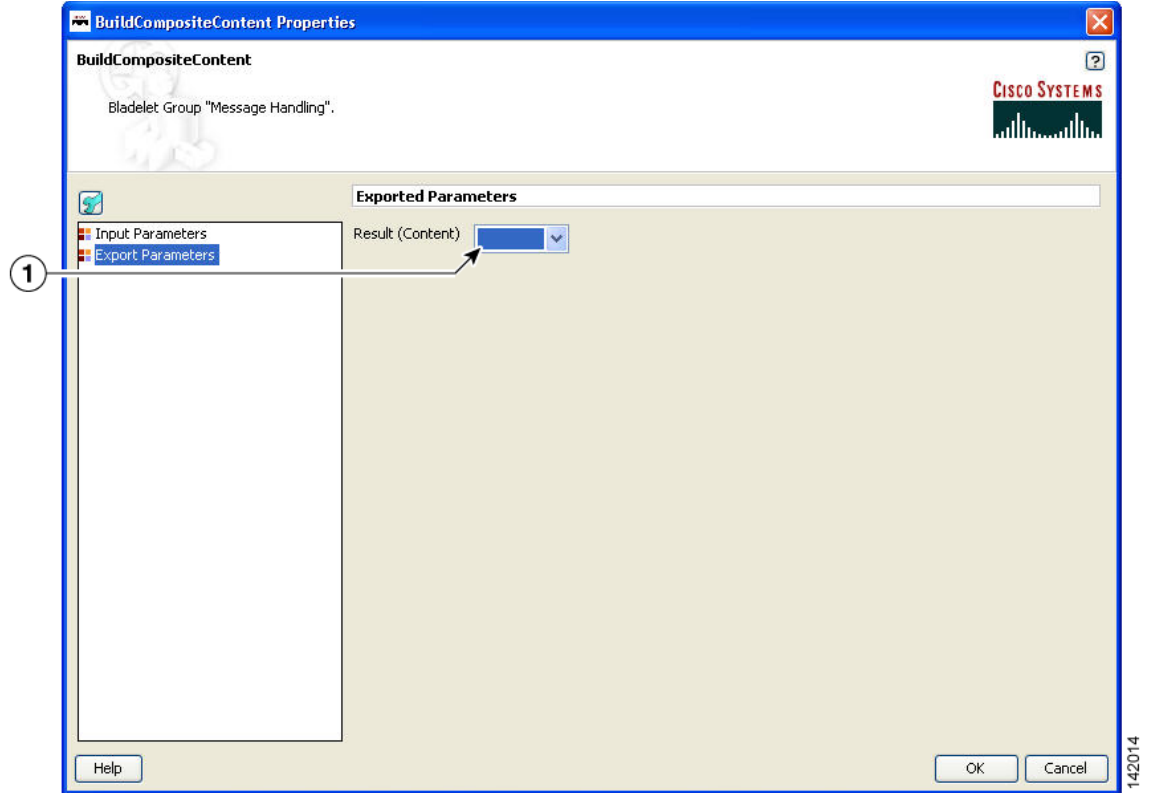 BuildCompositeContent Properties
BuildCompositeContent
?
Bladelet Group "Message Handling".
CISCO SYSTEMS
Exported Parameters
Input Parameters
Export Parameters
Result (Content)
1
Help
OK
Cancel
142014